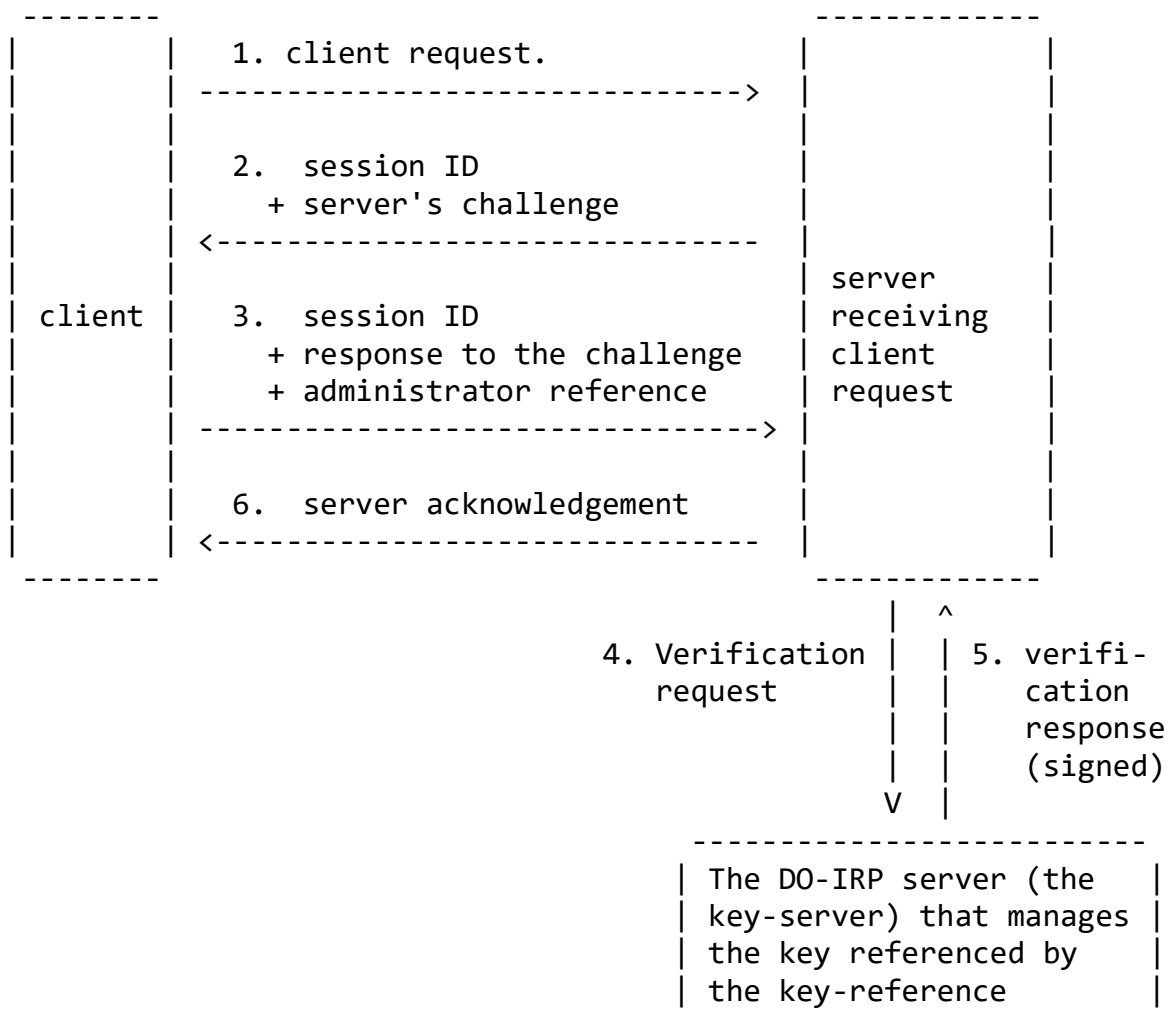 1. client request.
2. session ID
+ server's challenge
client
3. session ID
+ response to the challenge
+ administrator reference
server
receiving
client
request
6. server acknowledgement
4. Verification
request
5. verifi-
cation
response
(signed)
The DO-IRP server (the
key-server) that manages
the key referenced by
the key-reference